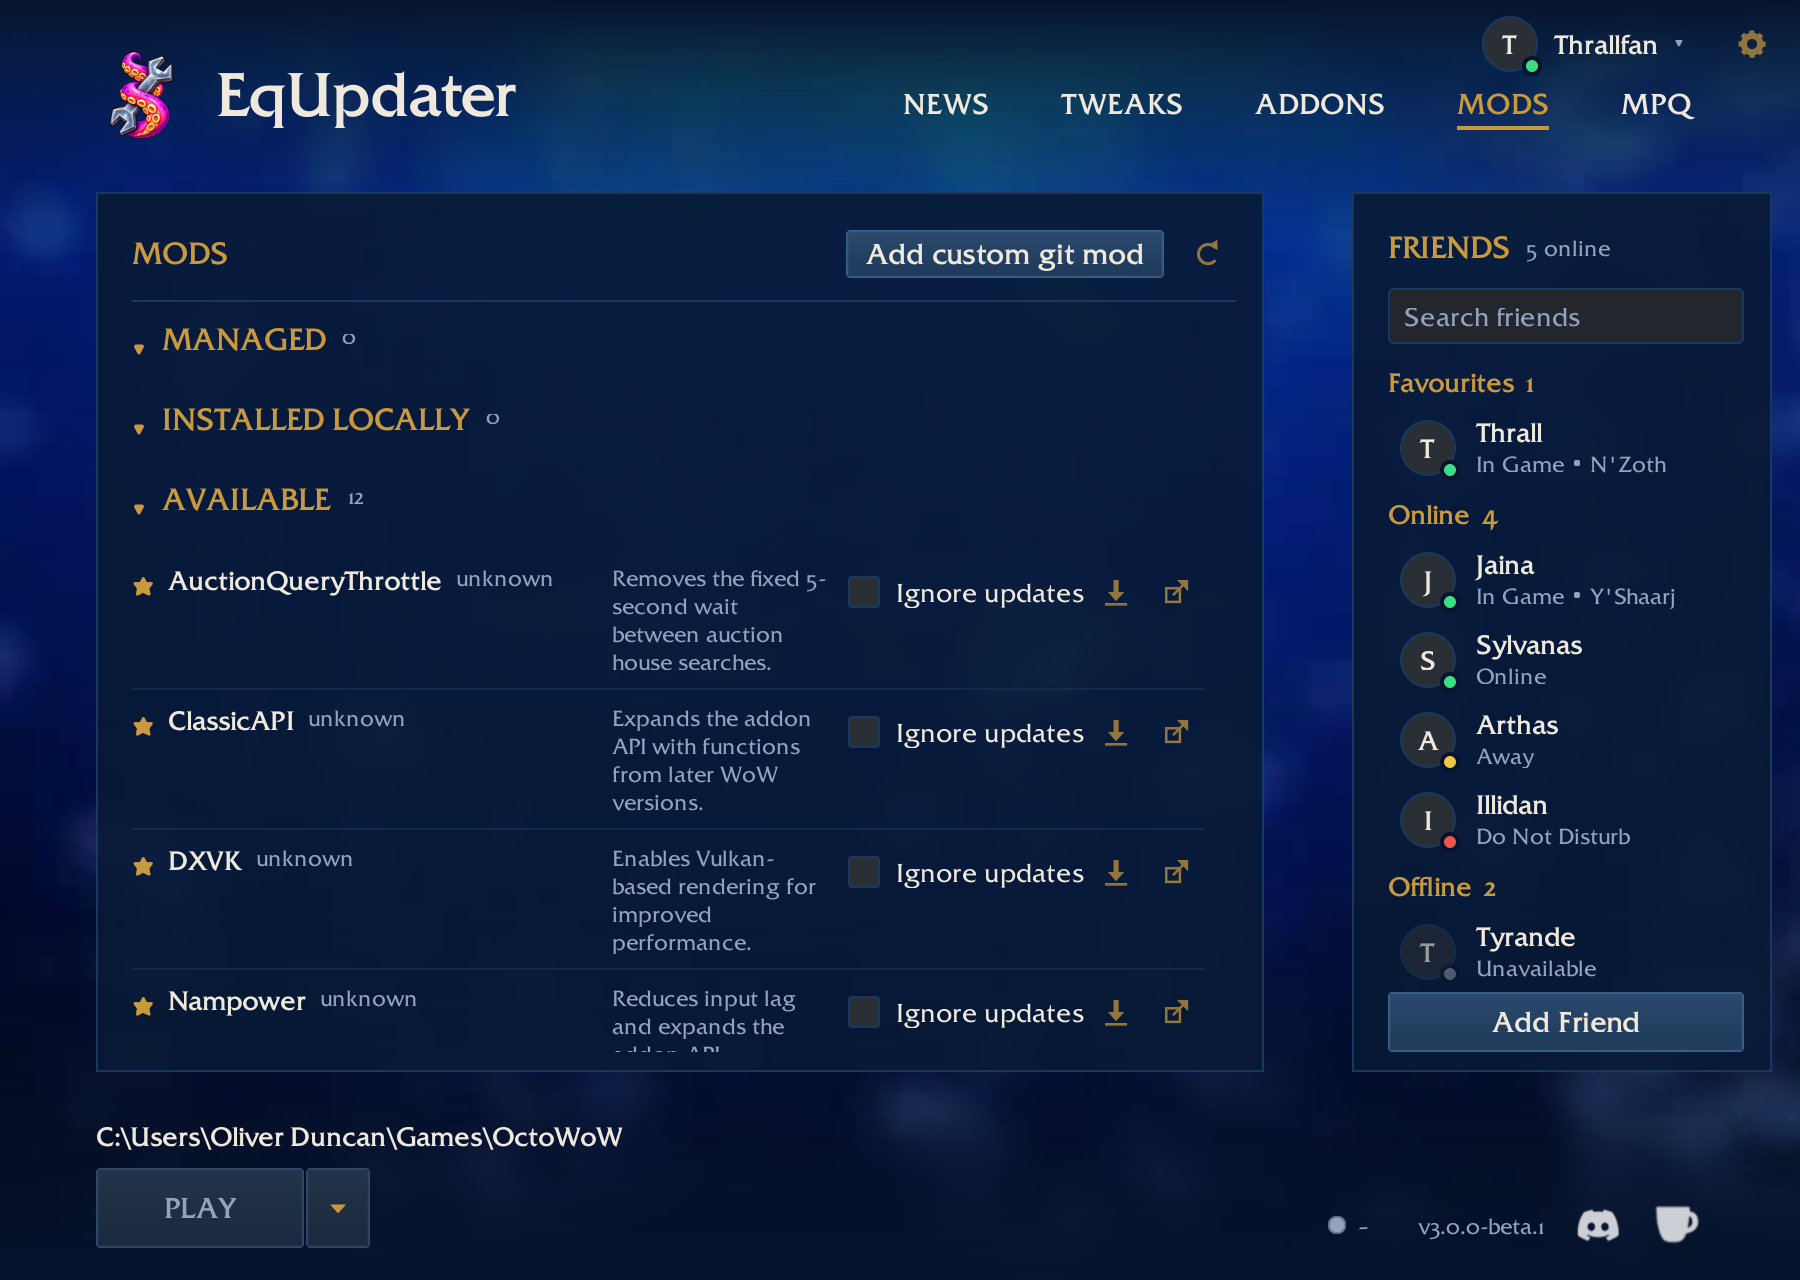 T Thrallfan
EqUpdater
NEWS TWEAKS ADDONS MODS MPQ
MODS
Add custom git mod
MANAGED 0
INSTALLED LOCALLY 0
AVAILABLE 12
AuctionQueryThrottle unknown
Removes the fixed 5-
second wait
between auction
house searches.
Ignore updates
ClassicAPI unknown
Expands the addon
API with functions
from later WoW
versions.
Ignore updates
DXVK unknown
Enables Vulkan-
based rendering for
improved
performance.
Ignore updates
Nampower unknown
Reduces input lag
and expands the
addon API
Ignore updates
FRIENDS 5 online
Search friends
Favourites 1
T Thrall
In Game • N'Zoth
Online 4
J Jaina
In Game • Y'Shaarj
S Sylvanas
Online
A Arthas
Away
I Illidan
Do Not Disturb
Offline 2
T Tyrande
Unavailable
Add Friend
C:\Users\Oliver Duncan\Games\OctoWoW
PLAY
- v3.0.0-beta.1